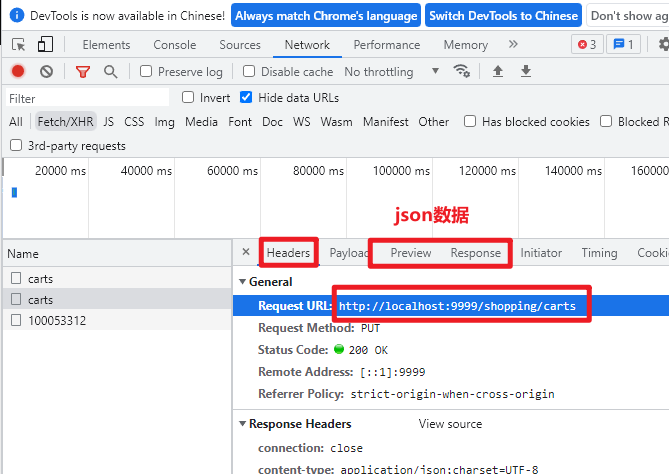 DevTools is now available in Chinese! Always match Chrome's language Switch DevTools to Chinese Don't show ag
Elements Console Sources Network Performance Memory 3 1
Preserve log Disable cache No throttling
Filter Invert Hide data URLs
All Fetch/XHR JS CSS Img Media Font Doc WS Wasm Manifest Other Has blocked cookies Blocked R
3rd-party requests
20000 ms 40000 ms 60000 ms 80000 ms 100000 ms 120000 ms 140000 ms 16000
json数据
Name Headers Payload Preview Response Initiator Timing Cooki
carts
carts
100053312
General
Request URL: http://localhost:9999/shopping/carts
Request Method: PUT
Status Code: 200 OK
Remote Address: [::1]:9999
Referrer Policy: strict-origin-when-cross-origin
Response Headers View source
connection: close
content-type: application/json;charset=UTF-8